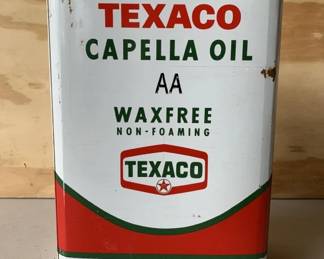 TEXACO
CAPELLA OIL
AA
WAXFREE
NON-FOAMING
TEXACO